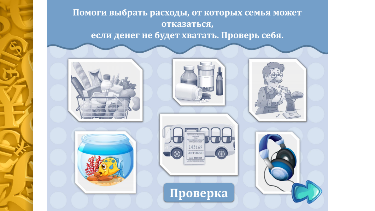 Помоги выбрать расходы, от которых семья может
отказаться,
если денег не будет хватать. Проверь себя.
Проверка